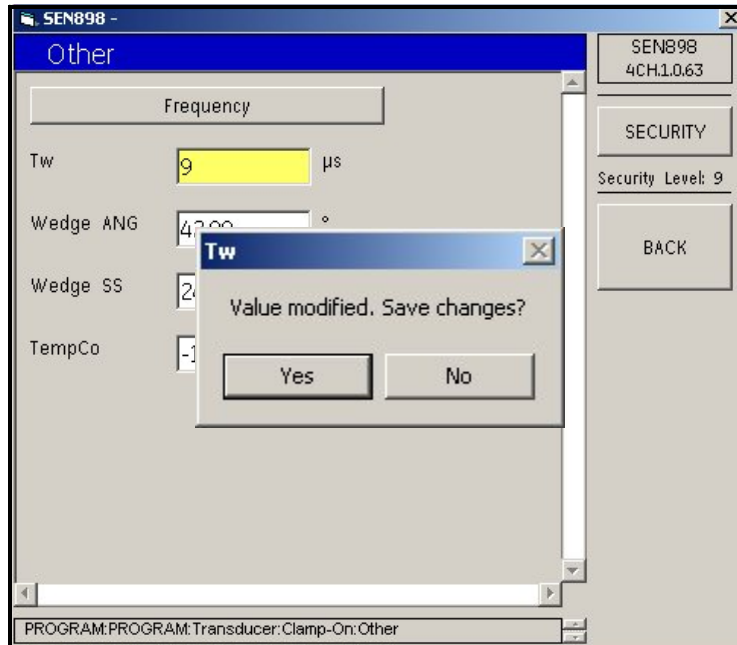 SEN898 -
Other
SEN898
4CH.1.0.63
Frequency
SECURITY
Tw 9 µs
Security Level: 9
Wedge ANG °
BACK
Wedge SS
TempCo
Tw
Value modified. Save changes?
Yes No
PROGRAM:PROGRAM:Transducer:Clamp-On:Other